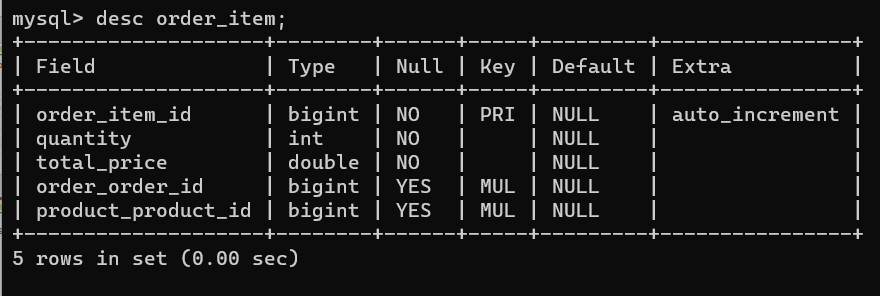 mysql> desc order_item;
+--------------------+--------+------+-----+---------+----------------+
| Field              | Type   | Null | Key | Default | Extra          |
+--------------------+--------+------+-----+---------+----------------+
| order_item_id      | bigint | NO   | PRI | NULL    | auto_increment |
| quantity           | int    | NO   |     | NULL    |                |
| total_price        | double | NO   |     | NULL    |                |
| order_order_id     | bigint | YES  | MUL | NULL    |                |
| product_product_id | bigint | YES  | MUL | NULL    |                |
+--------------------+--------+------+-----+---------+----------------+
5 rows in set (0.00 sec)